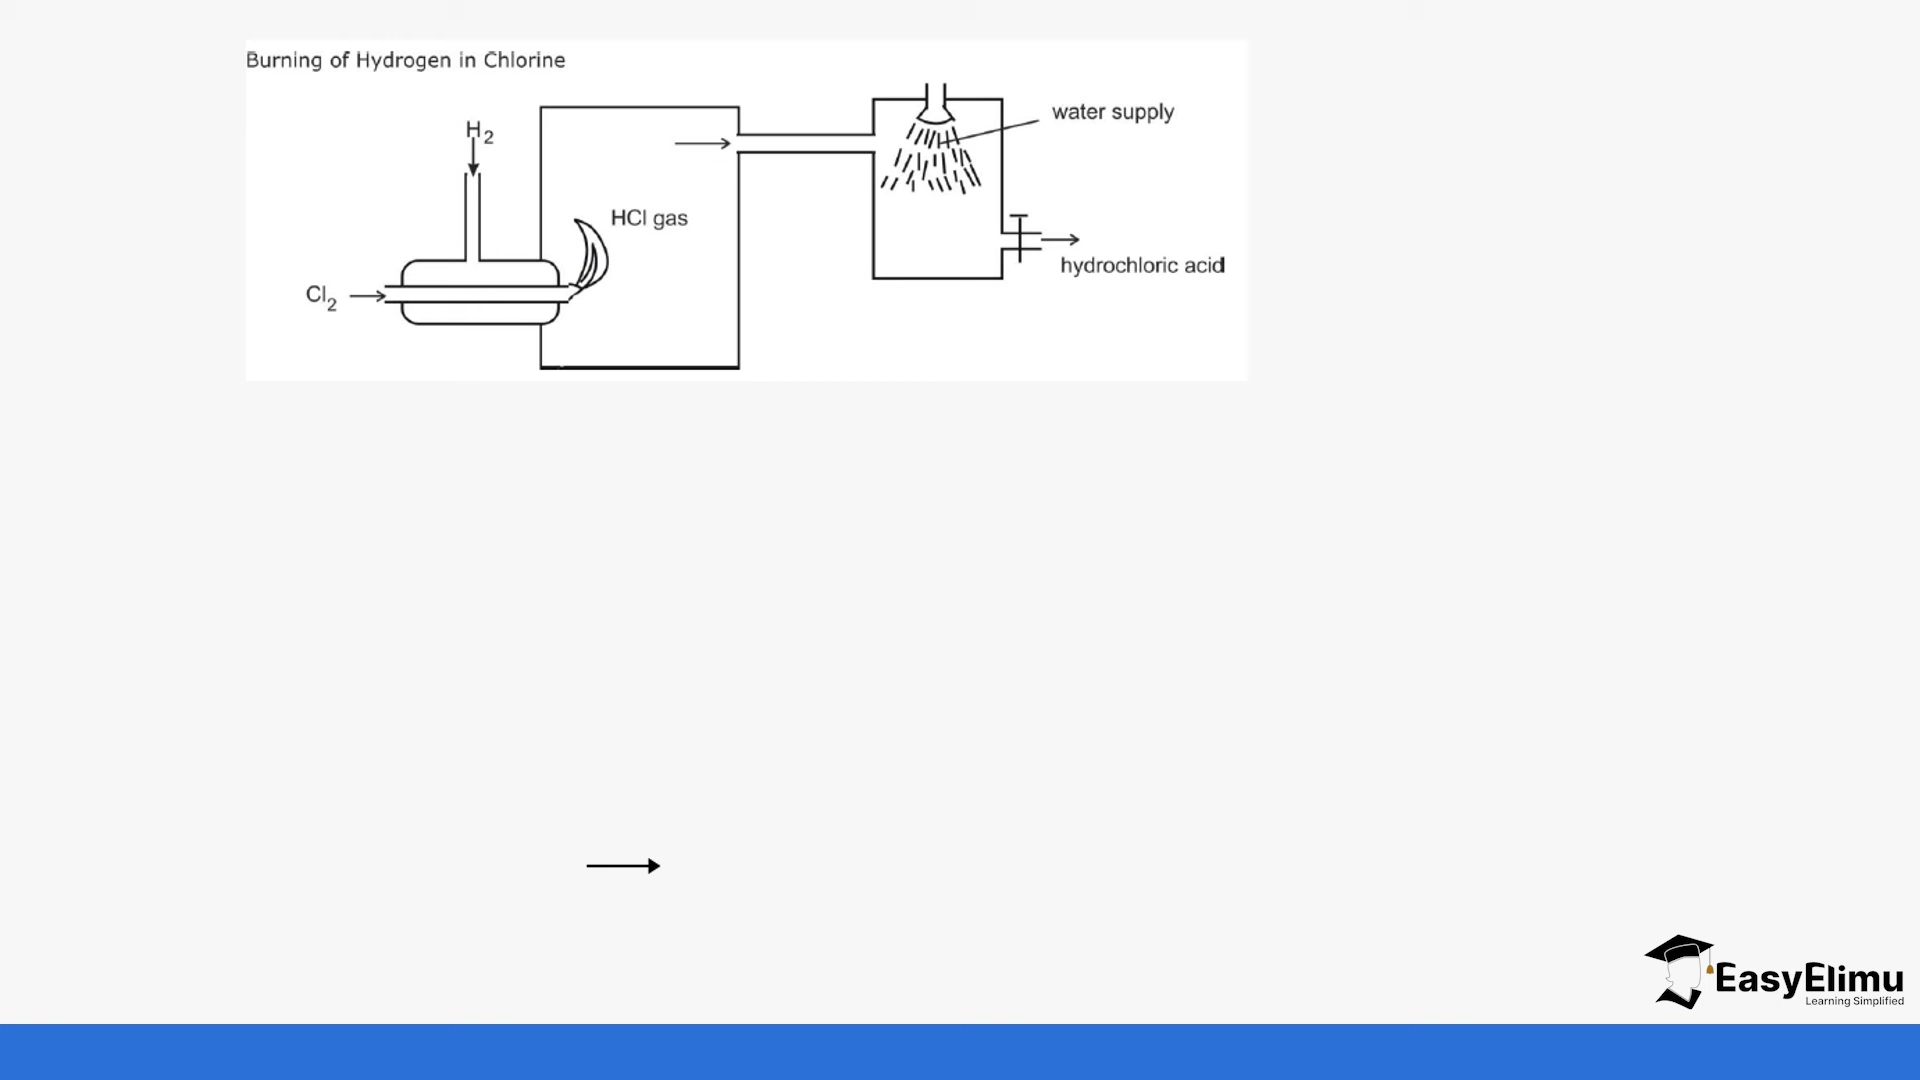 Burning of Hydrogen in Chlorine
H2
water supply
HCl gas
hydrochloric acid
Cl2
EasyElimu
Learning Simplified